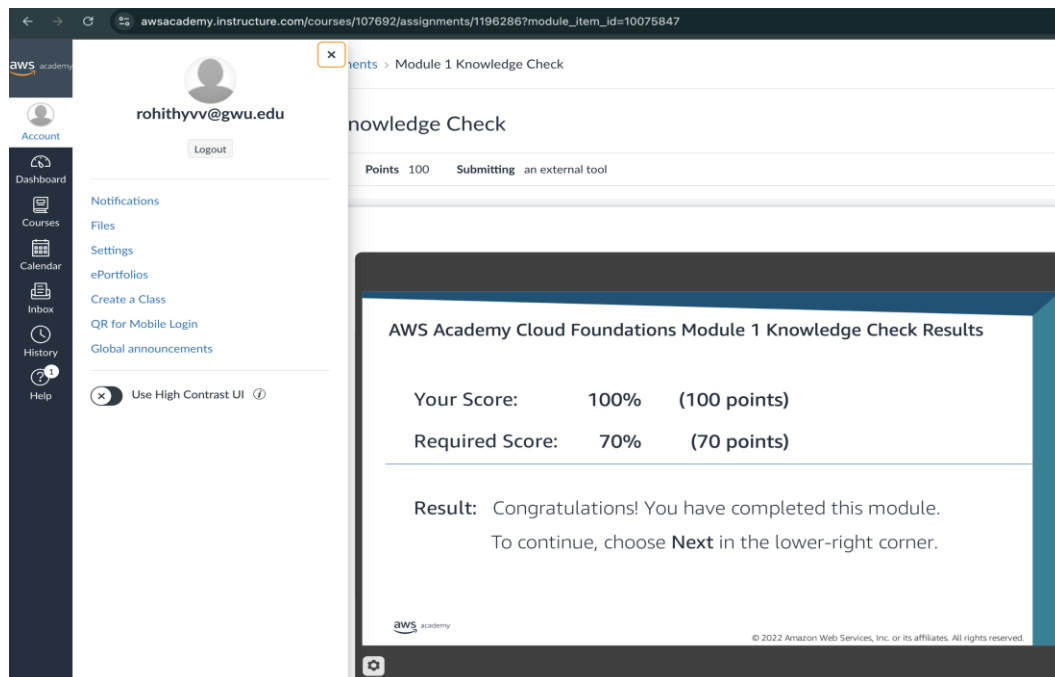 awsacademy.instructure.com/courses/107692/assignments/1196286?module_item_id=10075847
aws academy
Account
Dashboard
Courses
Calendar
Inbox
History
1
Help
rohithyvv@gwu.edu
Logout
Notifications
Files
Settings
ePortfolios
Create a Class
QR for Mobile Login
Global announcements
Use High Contrast UI
ents > Module 1 Knowledge Check
nowledge Check
Points 100 Submitting an external tool
AWS Academy Cloud Foundations Module 1 Knowledge Check Results
Your Score: 100% (100 points)
Required Score: 70% (70 points)
Result: Congratulations! You have completed this module.
To continue, choose Next in the lower-right corner.
aws academy
© 2022 Amazon Web Services, Inc. or its affiliates. All rights reserved.